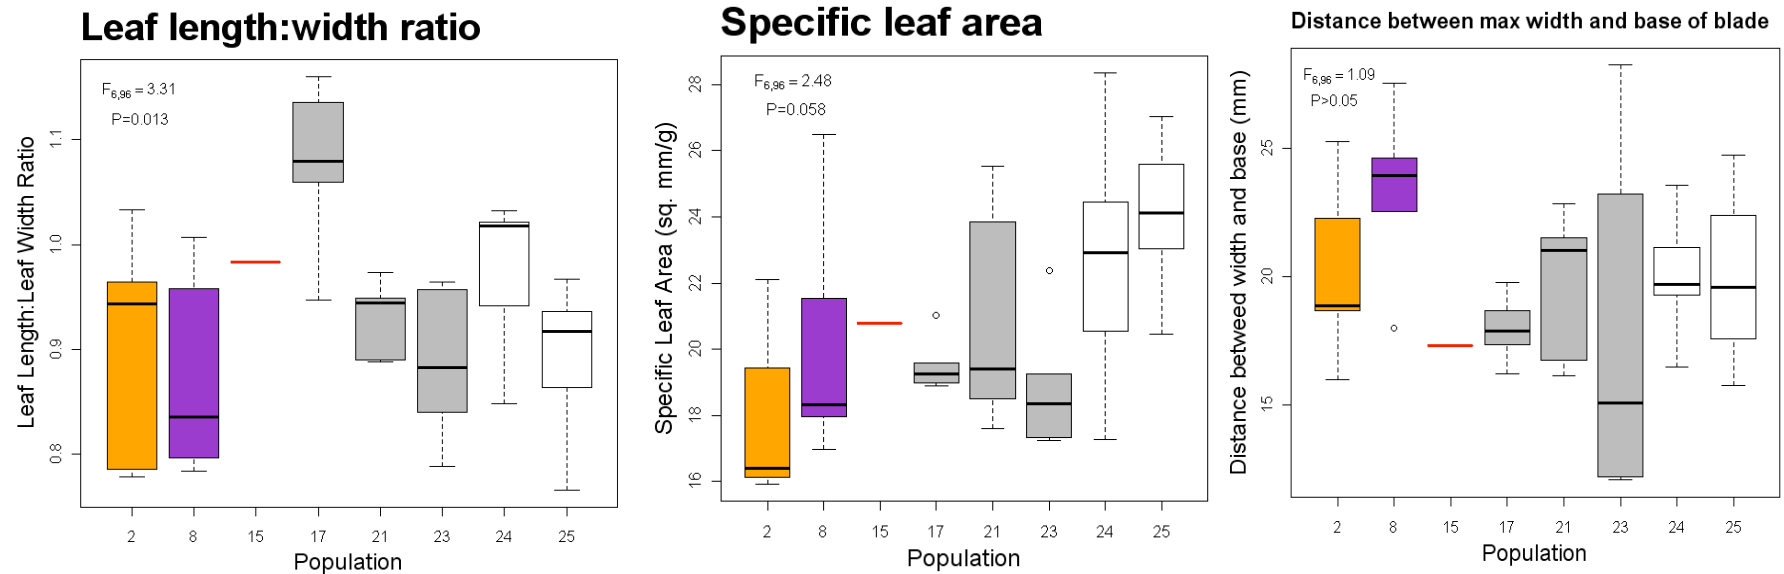 Leaf length:width ratio
F6,96 = 3.31
P=0.013
Leaf Length:Leaf Width Ratio
1.1
1.0
0.9
0.8
2 8 15 17 21 23 24 25
Population
Specific leaf area
F6,96 = 2.48
P=0.058
Specific Leaf Area (sq. mm/g)
28
26
24
22
20
18
16
2 8 15 17 21 23 24 25
Population
Distance between max width and base of blade
F6,96 = 1.09
P>0.05
Distance betweed width and base (mm)
25
20
15
2 8 15 17 21 23 24 25
Population